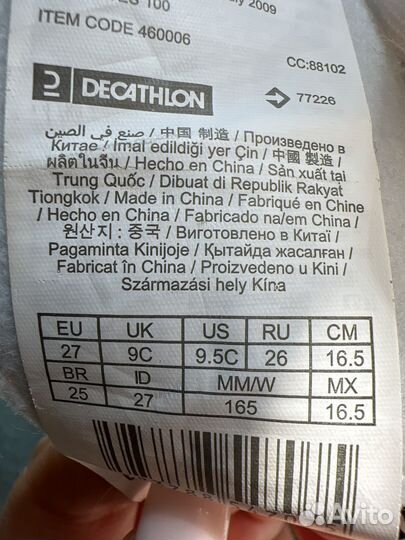 ES 100
2009
ITEM CODE 460006
CC:88102
DECATHLON
77226
صنع في الصين / 中国 制造 / Произведено в
Китае / Imal edildiği yer Çin / 中國 製造 /
ผลิตในจีน / Hecho en China / Sản xuất tại
Trung Quốc / Dibuat di Republik Rakyat
Tiongkok / Made in China / Fabriqué en Chine
/ Hecho en China / Fabricado na/em China /
원산지 : 중국 / Виготовлено в Китаї /
Pagaminta Kinijoje / Қытайда жасалған /
Fabricat în China / Proizvedeno u Kini /
Származási hely Kína
EU UK US RU CM
27 9C 9.5C 26 16.5
BR ID MM/W MX
25 27 165 16.5
Avito